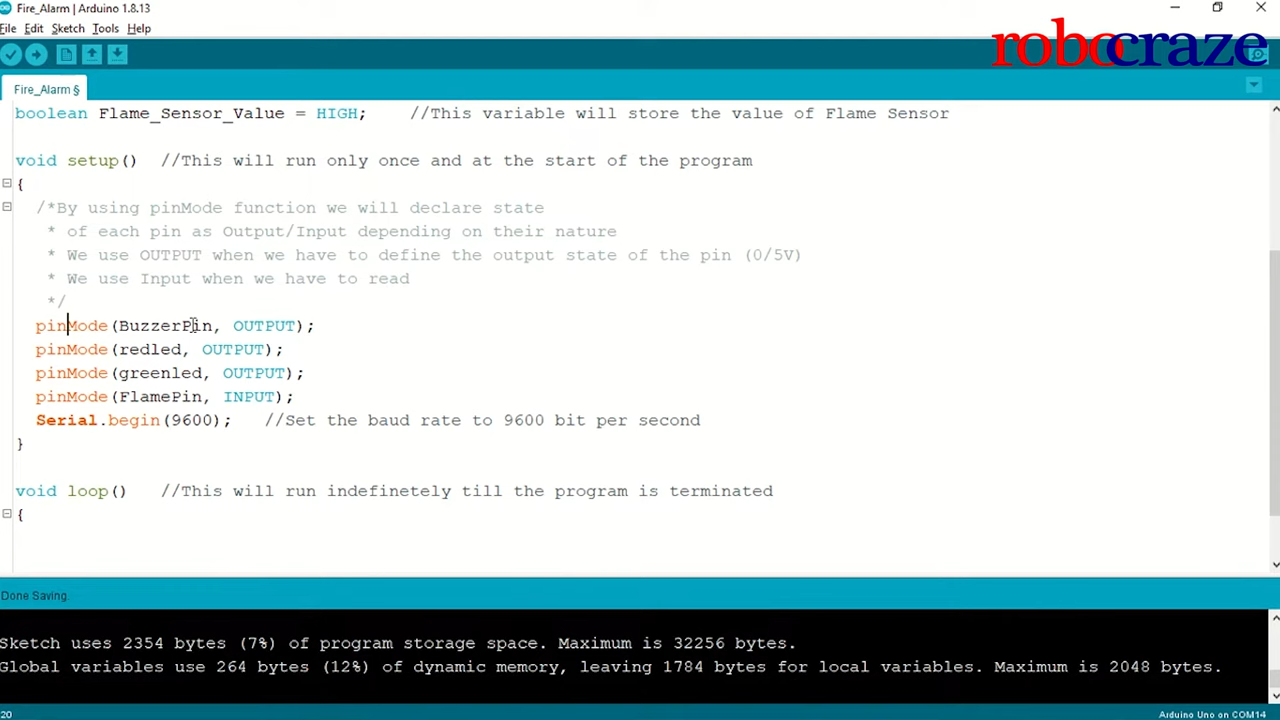 Fire_Alarm | Arduino 1.8.13
File Edit Sketch Tools Help
robocraze
Fire_Alarm §
boolean Flame_Sensor_Value = HIGH; //This variable will store the value of Flame Sensor
void setup() //This will run only once and at the start of the program
{
/*By using pinMode function we will declare state
* of each pin as Output/Input depending on their nature
* We use OUTPUT when we have to define the output state of the pin (0/5V)
* We use Input when we have to read
*/
pinMode(BuzzerPin, OUTPUT);
pinMode(redled, OUTPUT);
pinMode(greenled, OUTPUT);
pinMode(FlamePin, INPUT);
Serial.begin(9600); //Set the baud rate to 9600 bit per second
}
void loop() //This will run indefinetely till the program is terminated
{
Done Saving.
Sketch uses 2354 bytes (7%) of program storage space. Maximum is 32256 bytes.
Global variables use 264 bytes (12%) of dynamic memory, leaving 1784 bytes for local variables. Maximum is 2048 bytes.
20 Arduino Uno on COM14